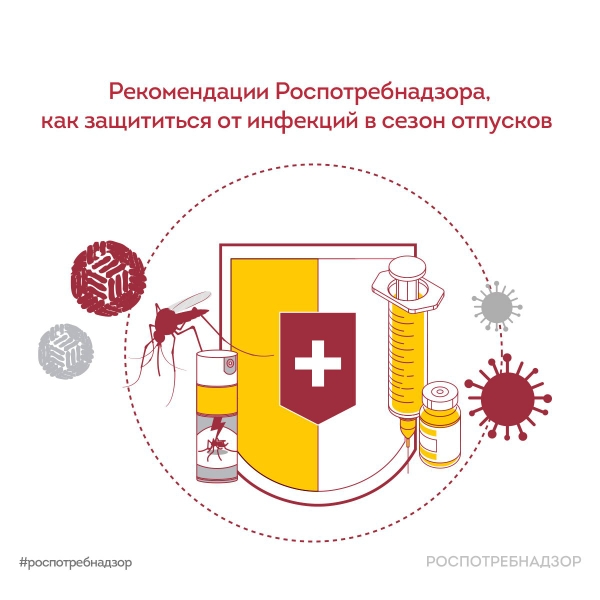 Рекомендации Роспотребнадзора,
как защититься от инфекций в сезон отпусков
#роспотребнадзор
РОСПОТРЕБНАДЗОР